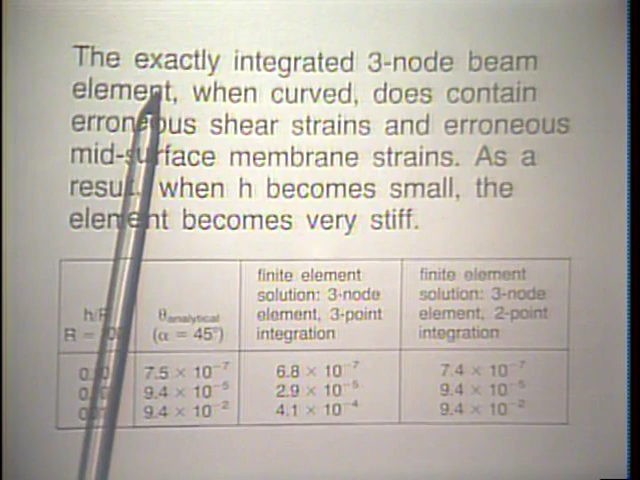 The exactly integrated 3-node beam
element, when curved, does contain
erroneous shear strains and erroneous
mid-surface membrane strains. As a
result, when h becomes small, the
element becomes very stiff.
h/R
R =
θanalytical
(α = 45°)
finite element
solution: 3-node
element, 3-point
integration
finite element
solution: 3-node
element, 2-point
integration
7.5 × 10⁻⁷ 6.8 × 10⁻⁷ 7.4 × 10⁻⁷
9.4 × 10⁻⁵ 2.9 × 10⁻⁵ 9.4 × 10⁻⁵
9.4 × 10⁻² 4.1 × 10⁻⁴ 9.4 × 10⁻²